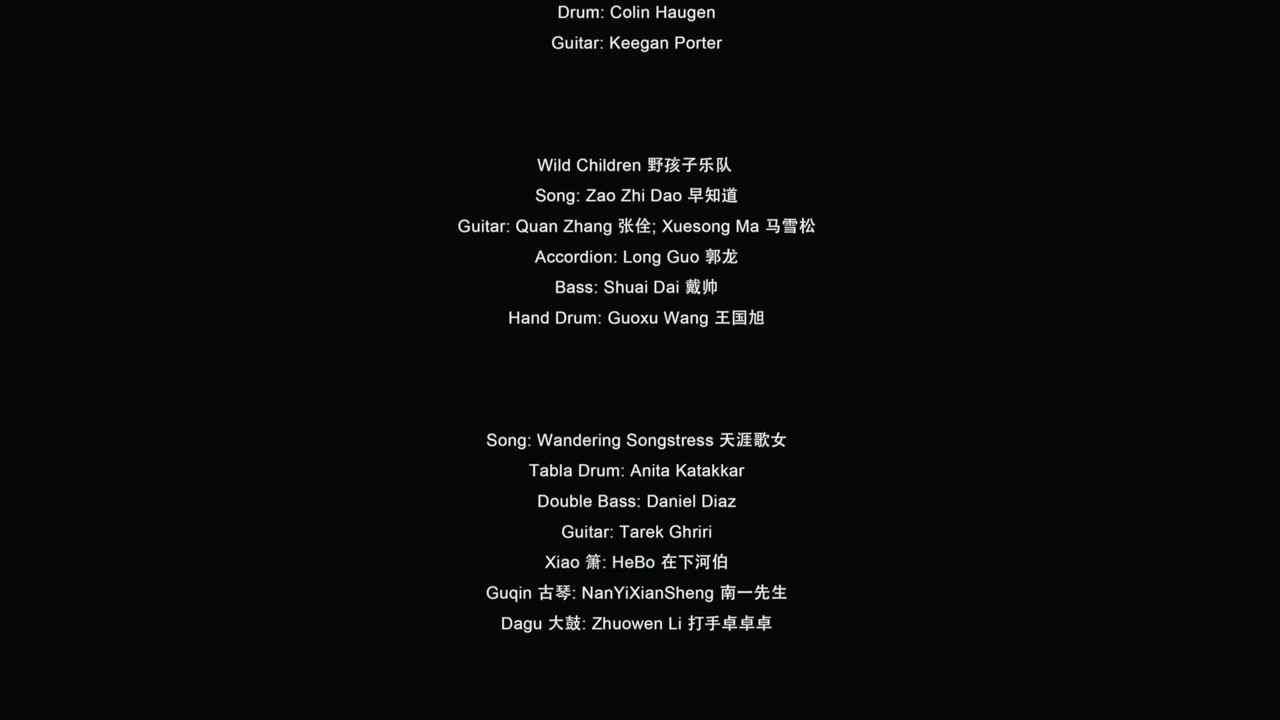 Drum: Colin Haugen
Guitar: Keegan Porter
Wild Children 野孩子乐队
Song: Zao Zhi Dao 早知道
Guitar: Quan Zhang 张佺; Xuesong Ma 马雪松
Accordion: Long Guo 郭龙
Bass: Shuai Dai 戴帅
Hand Drum: Guoxu Wang 王国旭
Song: Wandering Songstress 天涯歌女
Tabla Drum: Anita Katakkar
Double Bass: Daniel Diaz
Guitar: Tarek Ghriri
Xiao 箫: HeBo 在下河伯
Guqin 古琴: NanYiXianSheng 南一先生
Dagu 大鼓: Zhuowen Li 打手卓卓卓